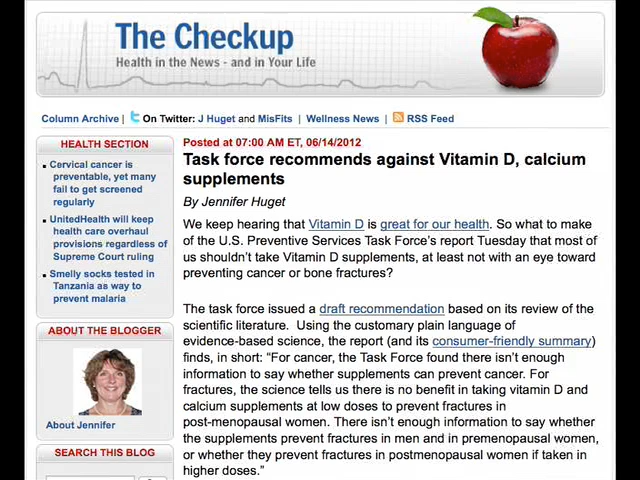 The Checkup
Health in the News - and in Your Life
Column Archive | On Twitter: J Huget and MisFits | Wellness News | RSS Feed
HEALTH SECTION
Cervical cancer is
preventable, yet many
fail to get screened
regularly
UnitedHealth will keep
health care overhaul
provisions regardless of
Supreme Court ruling
Smelly socks tested in
Tanzania as way to
prevent malaria
ABOUT THE BLOGGER
About Jennifer
SEARCH THIS BLOG
Posted at 07:00 AM ET, 06/14/2012
Task force recommends against Vitamin D, calcium
supplements
By Jennifer Huget
We keep hearing that Vitamin D is great for our health. So what to make
of the U.S. Preventive Services Task Force's report Tuesday that most of
us shouldn't take Vitamin D supplements, at least not with an eye toward
preventing cancer or bone fractures?
The task force issued a draft recommendation based on its review of the
scientific literature. Using the customary plain language of
evidence-based science, the report (and its consumer-friendly summary)
finds, in short: “For cancer, the Task Force found there isn't enough
information to say whether supplements can prevent cancer. For
fractures, the science tells us there is no benefit in taking vitamin D and
calcium supplements at low doses to prevent fractures in
post-menopausal women. There isn't enough information to say whether
the supplements prevent fractures in men and in premenopausal women,
or whether they prevent fractures in postmenopausal women if taken in
higher doses.”